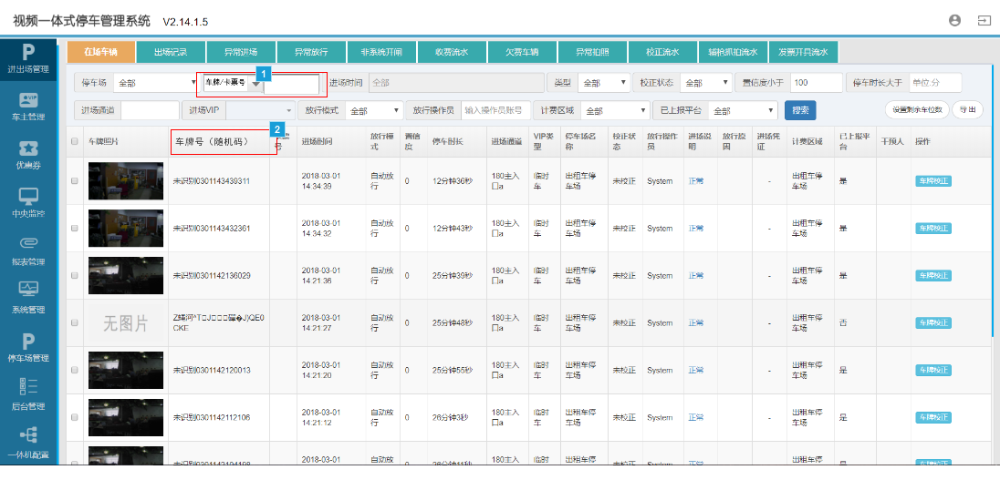 视频一体式停车管理系统 V2.14.1.5
进出场管理
车主管理
优惠券
中央监控
报表管理
系统管理
停车场管理
后台管理
一体机配置
在场车辆 出场记录 异常进场 异常放行 非系统开闸 收费流水 欠费车辆 异常拍照 校正流水 辅抢抓拍流水 发票开具流水
停车场 全部 车牌/卡票号 1 进场时间 全部 类型 全部 校正状态 全部 置信度小于 100 停车时长大于 单位:分
进场通道 进场VIP 放行模式 全部 放行操作员 输入操作员账号 计费区域 全部 已上报平台 全部 搜索 设置剩余车位数 导出
2
车牌照片 车牌号（随机码） 号 进场时间 放行模式 置信度 停车时长 进场通道 VIP类型 停车场名称 校正状态 放行操作员 进场说明 放行原因 进场凭证 计费区域 已上报平台 干预人 操作
未识别0301143439311 2018-03-01 14:34:39 自动放行 0 12分钟36秒 180主入口a 临时车 出租车停车场 未校正 System 正常 - 出租车停车场 是 车牌校正
未识别0301143432361 2018-03-01 14:34:32 自动放行 0 12分钟43秒 180主入口a 临时车 出租车停车场 未校正 System 正常 - 出租车停车场 是 车牌校正
未识别0301142136029 2018-03-01 14:21:36 自动放行 0 25分钟39秒 180主入口a 临时车 出租车停车场 未校正 System 正常 - 出租车停车场 是 车牌校正
无图片 2018-03-01 14:21:27 自动放行 0 25分钟48秒 180主入口a 临时车 出租车停车场 未校正 System 正常 - 出租车停车场 否 车牌校正
未识别0301142120013 2018-03-01 14:21:20 自动放行 0 25分钟55秒 180主入口a 临时车 出租车停车场 未校正 System 正常 - 出租车停车场 是 车牌校正
未识别0301142112106 2018-03-01 14:21:12 自动放行 0 26分钟3秒 180主入口a 临时车 出租车停车场 未校正 System 正常 - 出租车停车场 是 车牌校正
2018-03-01 自动放 180主入 临时 出租车停 出租车停